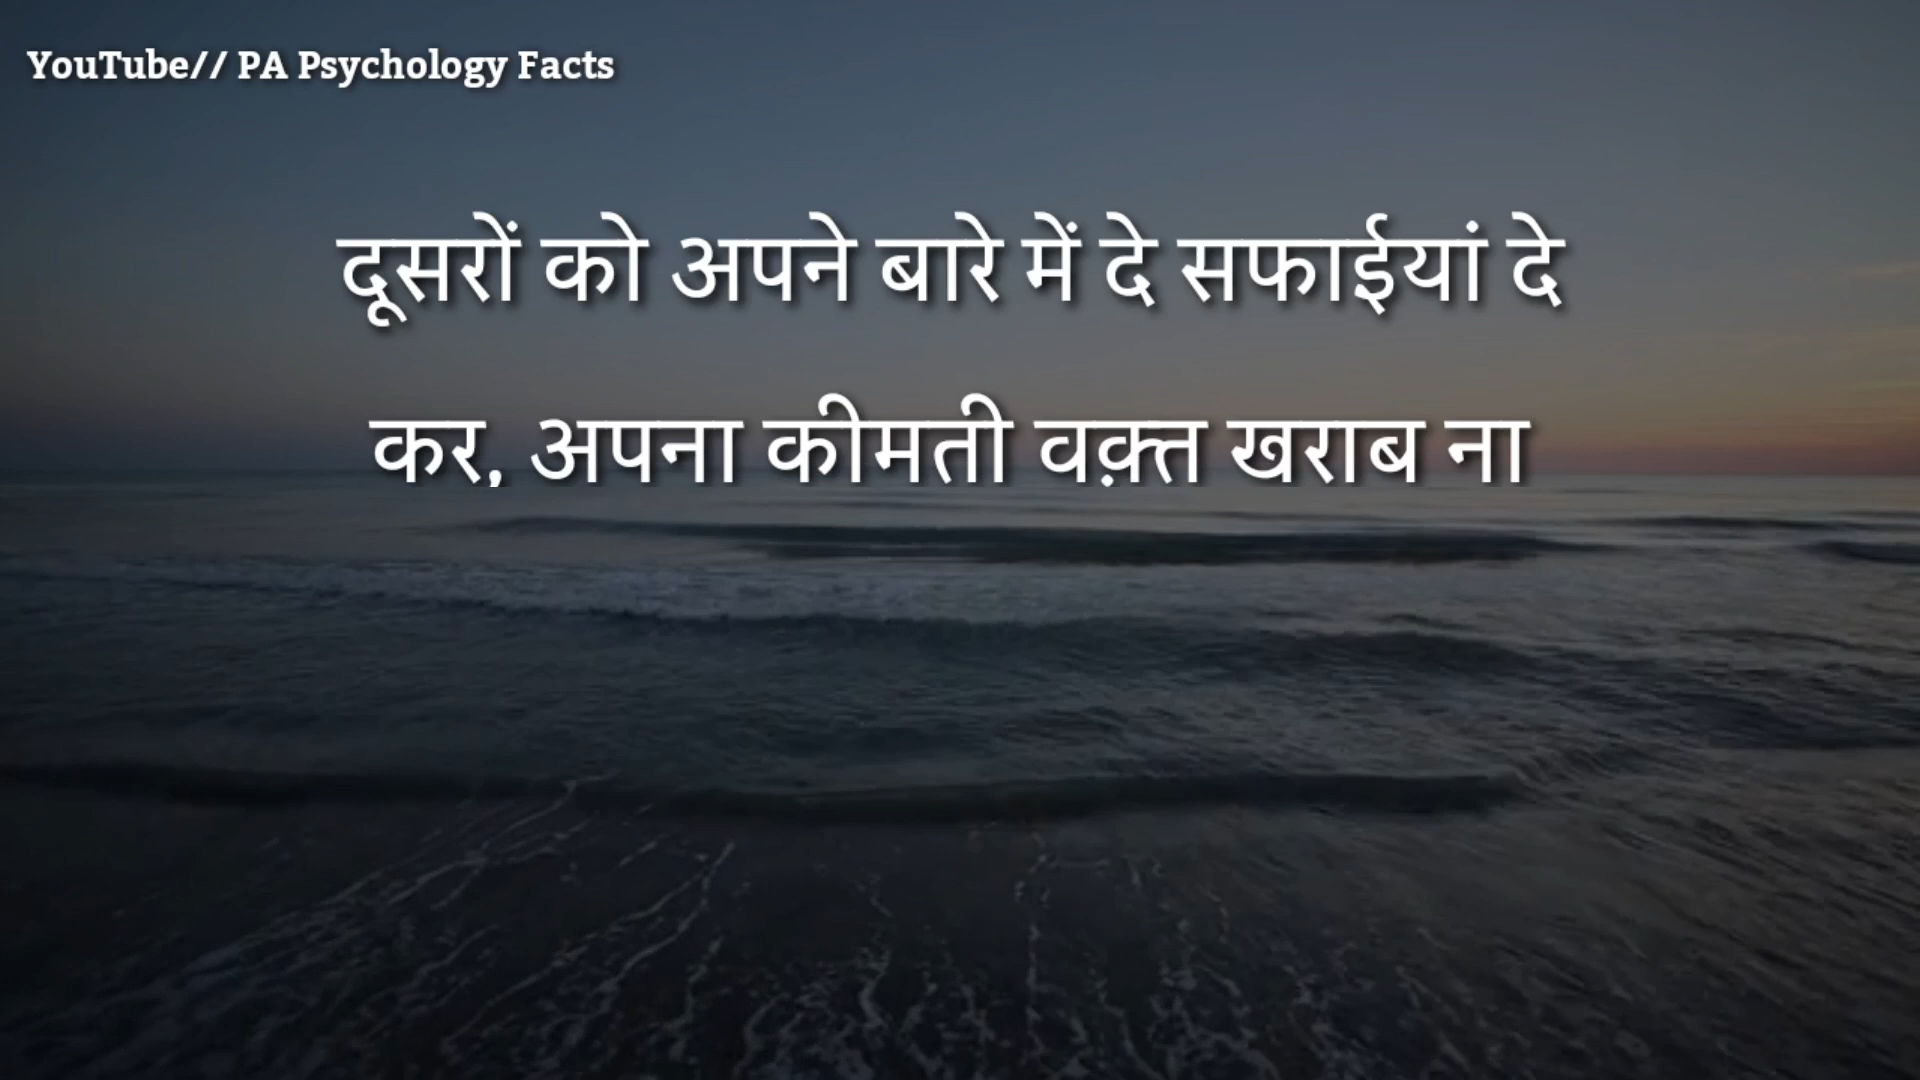 YouTube// PA Psychology Facts
दूसरों को अपने बारे में दे सफाईयां दे
कर, अपना कीमती वक़्त खराब ना